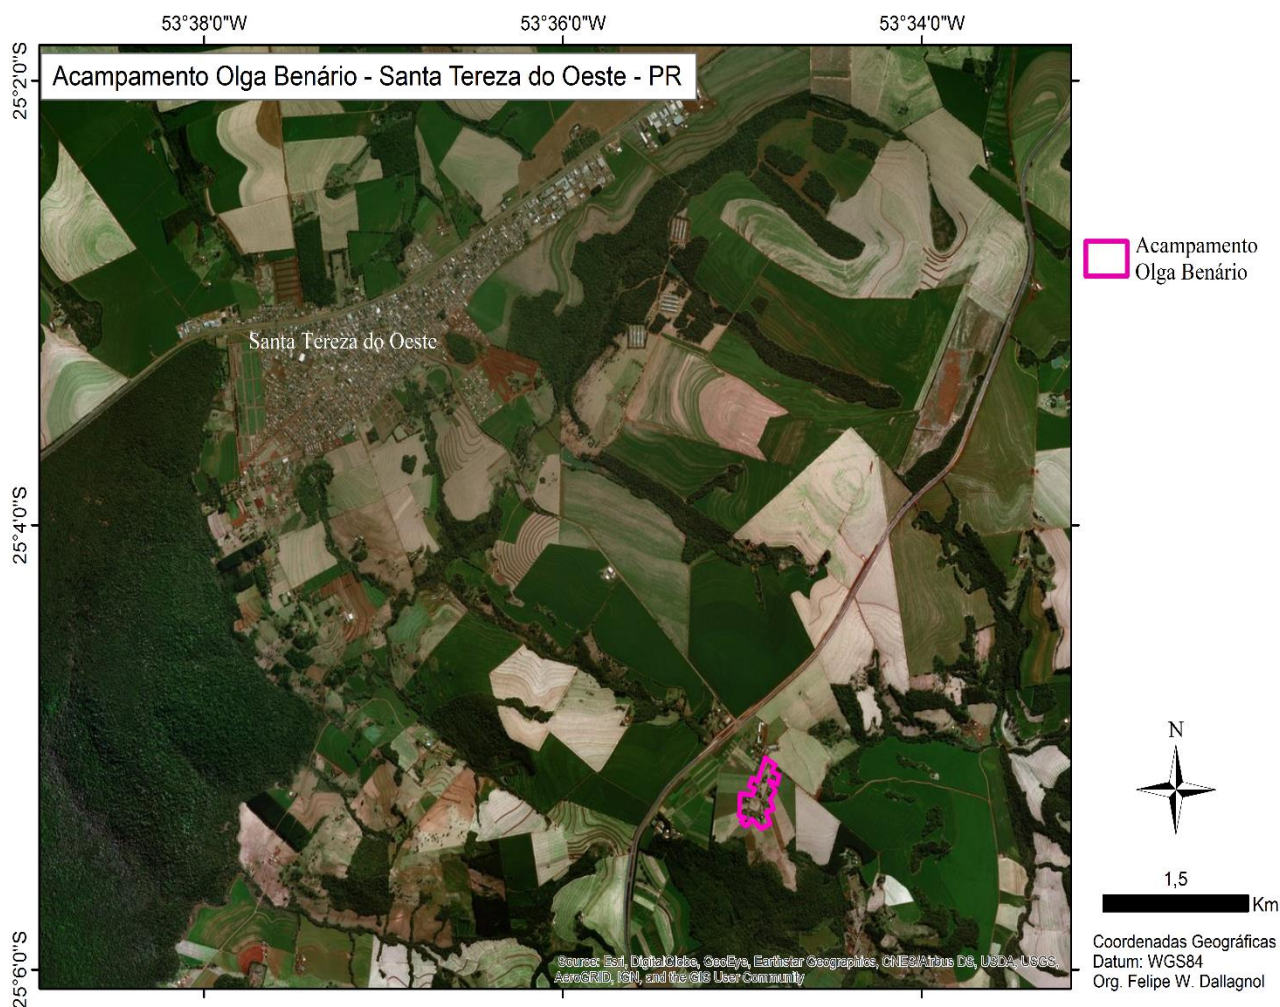 53°38'0"W
53°36'0"W
53°34'0"W
25°2'0"S
Acampamento Olga Benário - Santa Tereza do Oeste - PR
Acampamento
Olga Benário
Santa Tereza do Oeste
25°4'0"S
N
1,5
Km
25°6'0"S
Source: Esri, DigitalGlobe, GeoEye, Earthstar Geographics, CNES/Airbus DS, USDA, USGS,
AeroGRID, IGN, and the GIS User Community
Coordenadas Geográficas
Datum: WGS84
Org. Felipe W. Dallagnol